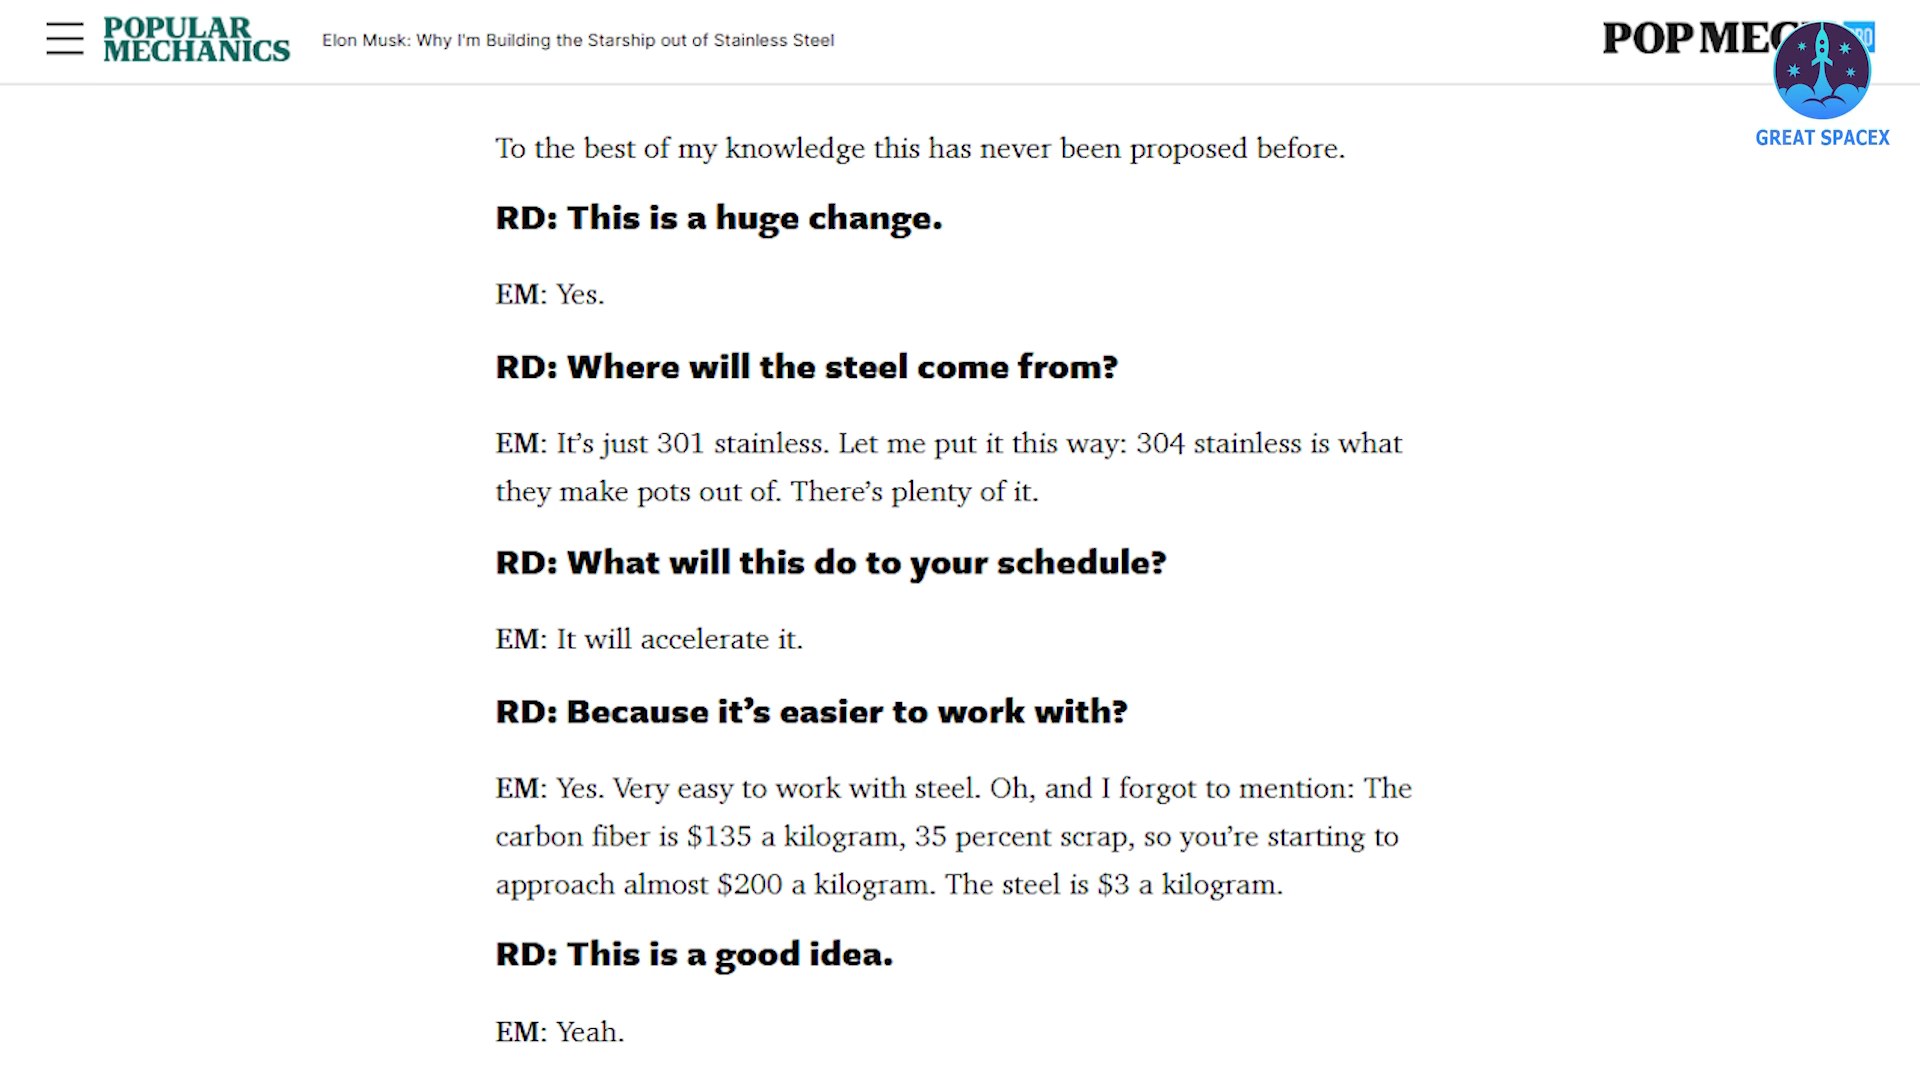 POPULAR
MECHANICS
Elon Musk: Why I'm Building the Starship out of Stainless Steel
POP MEC
GREAT SPACEX
To the best of my knowledge this has never been proposed before.
RD: This is a huge change.
EM: Yes.
RD: Where will the steel come from?
EM: It’s just 301 stainless. Let me put it this way: 304 stainless is what
they make pots out of. There’s plenty of it.
RD: What will this do to your schedule?
EM: It will accelerate it.
RD: Because it’s easier to work with?
EM: Yes. Very easy to work with steel. Oh, and I forgot to mention: The
carbon fiber is $135 a kilogram, 35 percent scrap, so you’re starting to
approach almost $200 a kilogram. The steel is $3 a kilogram.
RD: This is a good idea.
EM: Yeah.